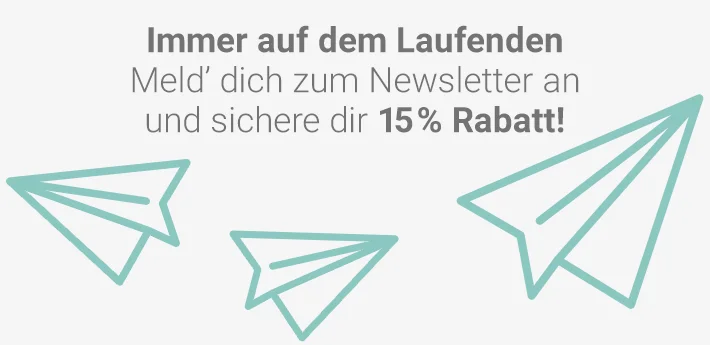 Immer auf dem Laufenden
Meld’ dich zum Newsletter an
und sichere dir 15 % Rabatt!